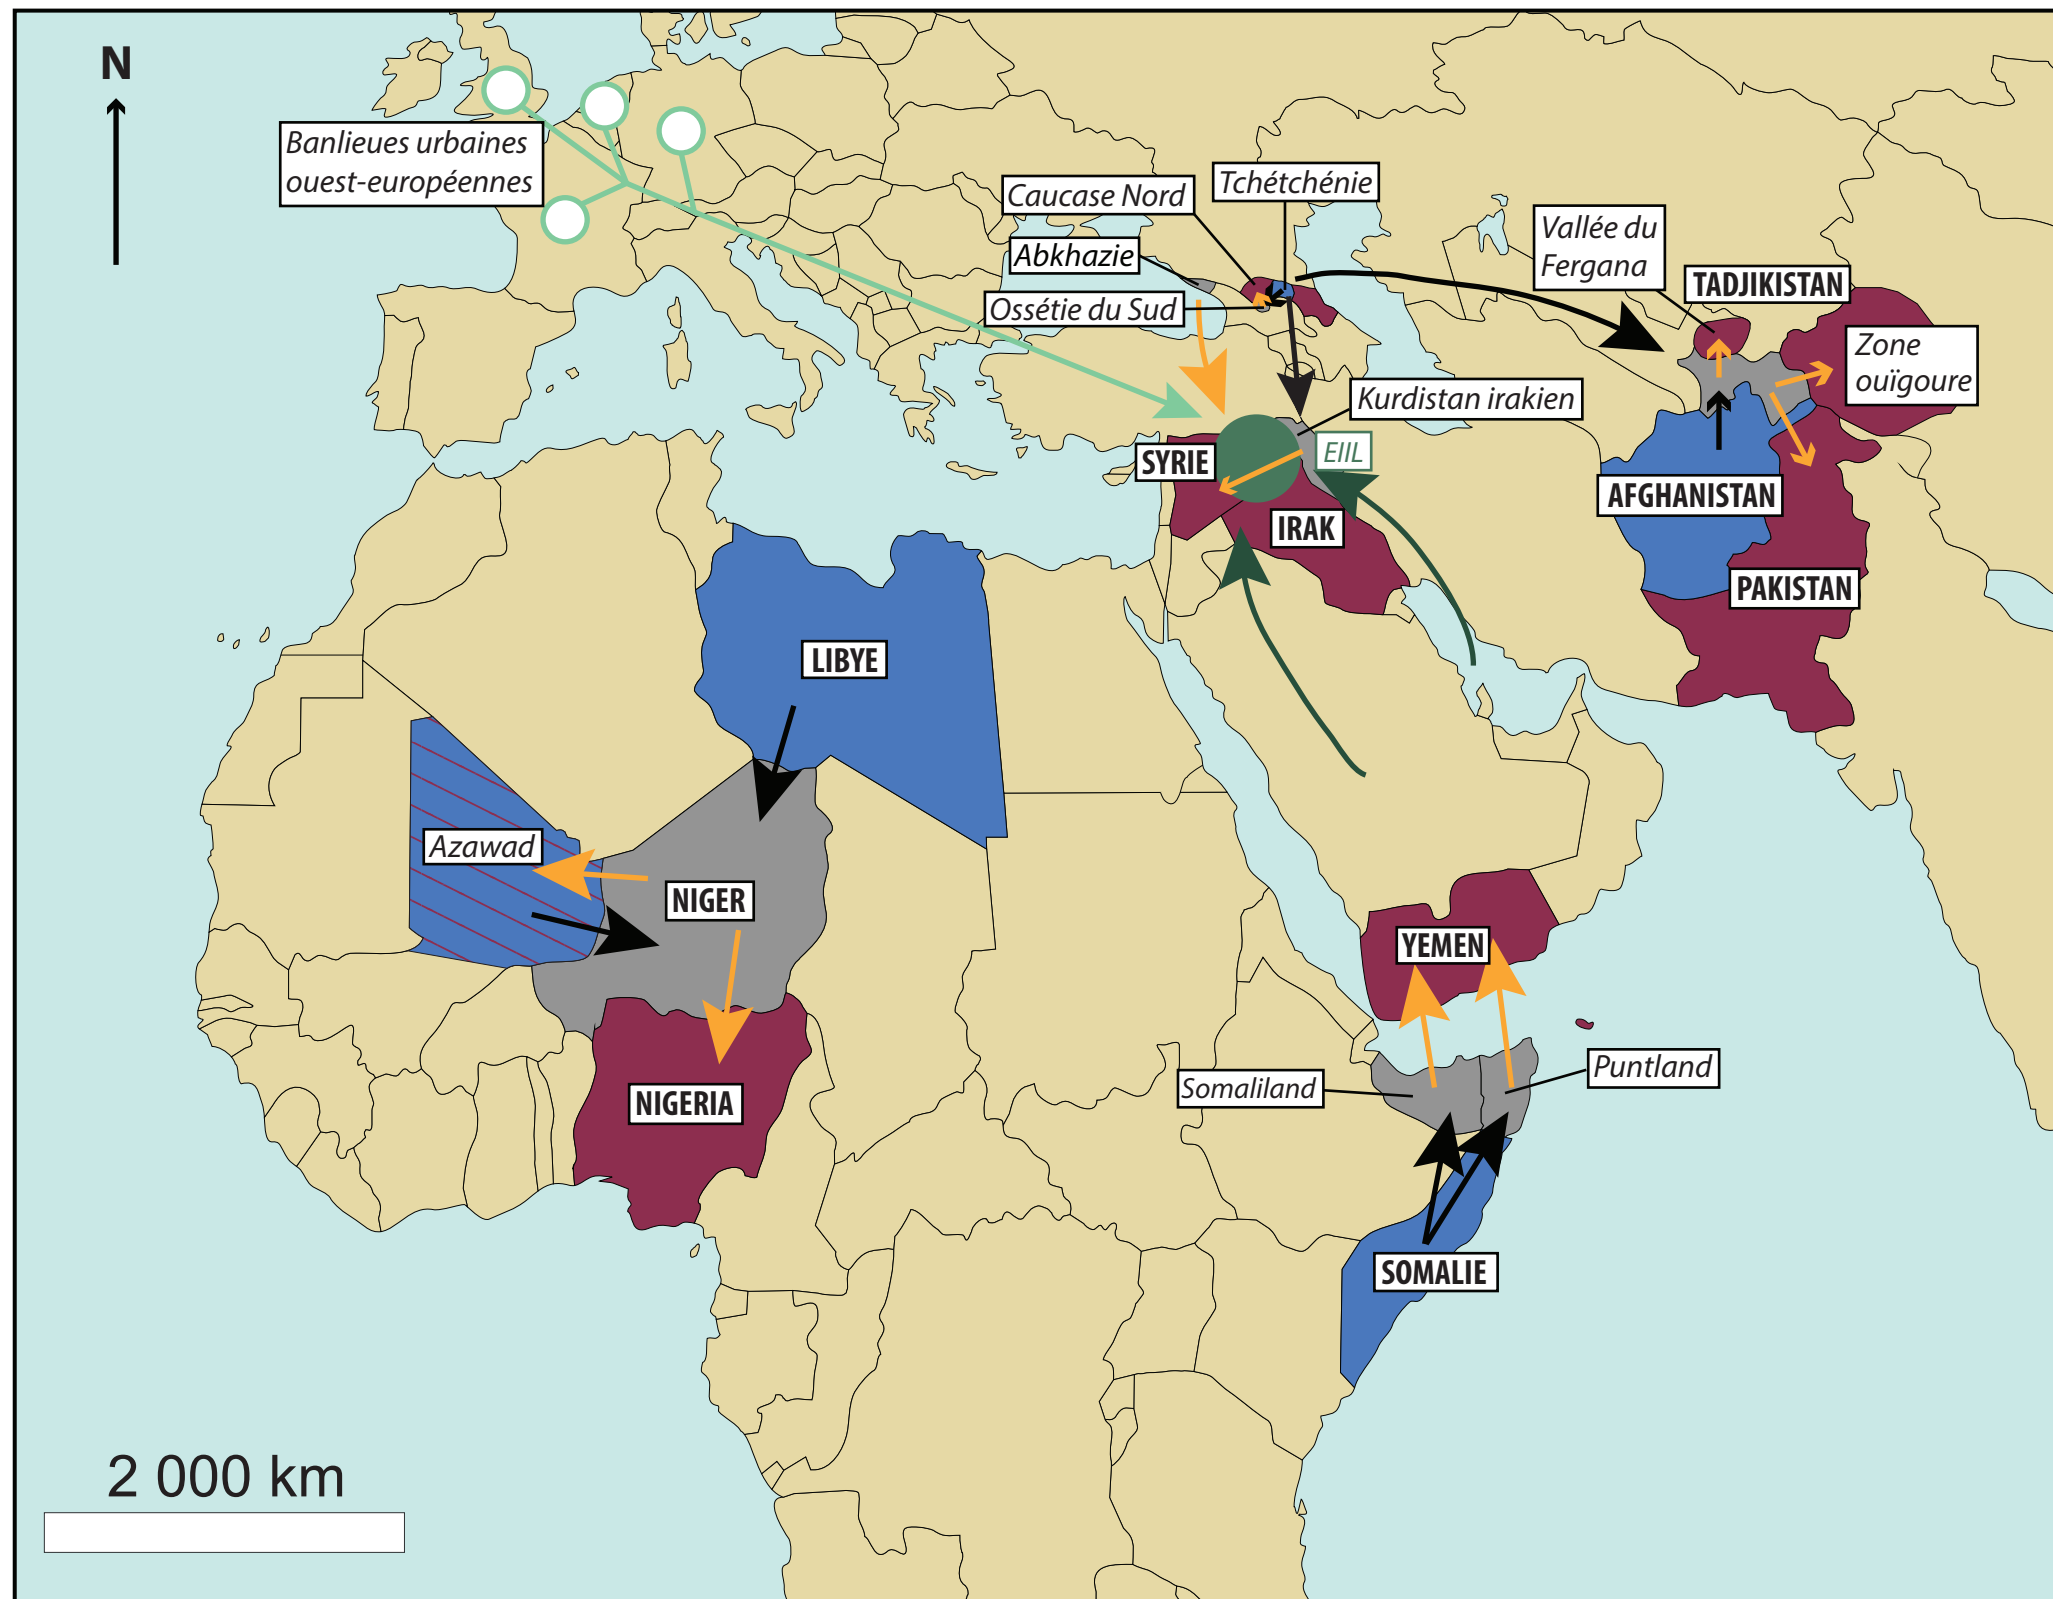 N
Banlieues urbaines
ouest-européennes
Caucase Nord
Tchétchénie
Abkhazie
Ossétie du Sud
Vallée du
Fergana
TADJIKISTAN
Zone
ouïgoure
Kurdistan irakien
SYRIE
EIIL
IRAK
AFGHANISTAN
PAKISTAN
LIBYE
Azawad
NIGER
YEMEN
NIGERIA
Somaliland
Puntland
SOMALIE
2 000 km